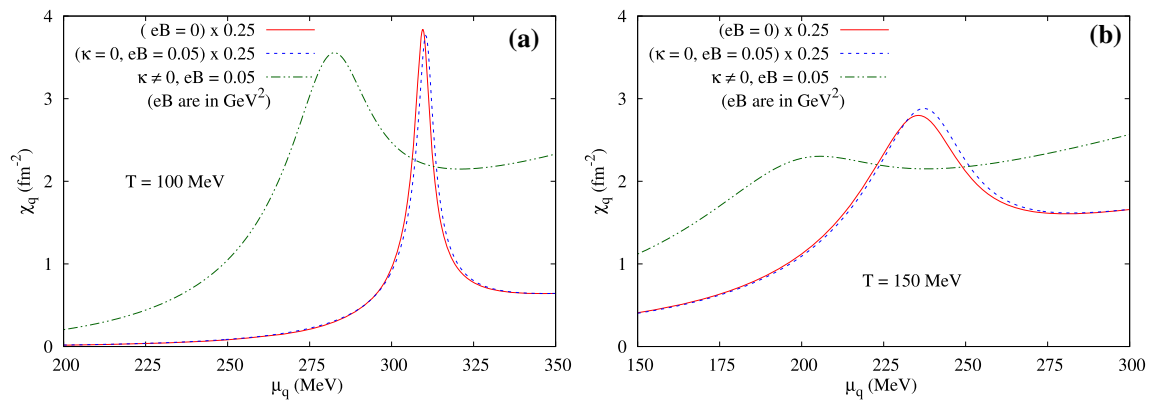 (a)
( eB = 0) x 0.25
(κ = 0, eB = 0.05) x 0.25
κ ≠ 0, eB = 0.05
(eB are in GeV²)
T = 100 MeV
χq (fm⁻²)
4
3
2
1
0
200 225 250 275 300 325 350
μq (MeV)
(b)
(eB = 0) x 0.25
(κ = 0, eB = 0.05) x 0.25
κ ≠ 0, eB = 0.05
(eB are in GeV²)
T = 150 MeV
χq (fm⁻²)
4
3
2
1
0
150 175 200 225 250 275 300
μq (MeV)